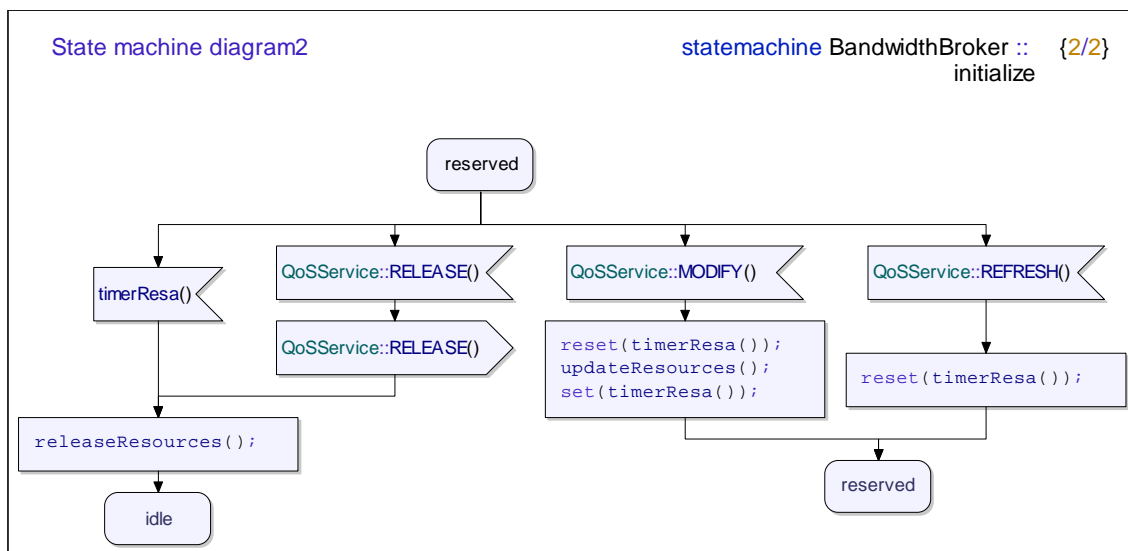 State machine diagram2
statemachine BandwidthBroker :: {2/2}
initialize
reserved
timerResa()
QoSService::RELEASE()
QoSService::MODIFY()
QoSService::REFRESH()
QoSService::RELEASE()
reset(timerResa());
updateResources();
set(timerResa());
reset(timerResa());
releaseResources();
idle
reserved